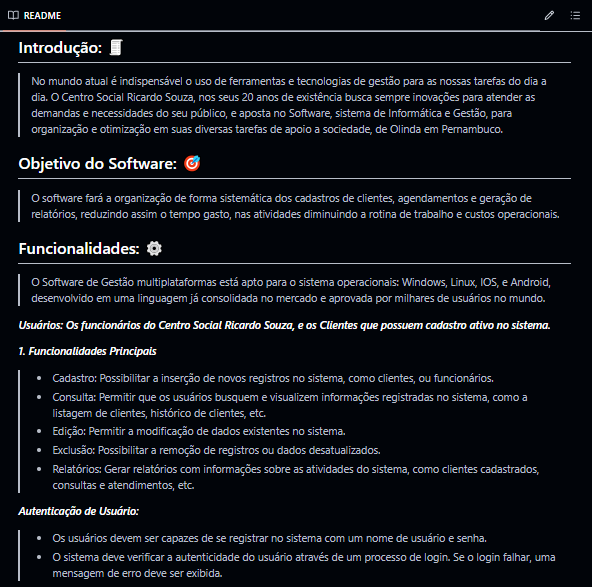 README
Introdução:
No mundo atual é indispensável o uso de ferramentas e tecnologias de gestão para as nossas tarefas do dia a
dia. O Centro Social Ricardo Souza, nos seus 20 anos de existência busca sempre inovações para atender as
demandas e necessidades do seu público, e aposta no Software, sistema de Informática e Gestão, para
organização e otimização em suas diversas tarefas de apoio a sociedade, de Olinda em Pernambuco.
Objetivo do Software:
O software fará a organização de forma sistemática dos cadastros de clientes, agendamentos e geração de
relatórios, reduzindo assim o tempo gasto, nas atividades diminuindo a rotina de trabalho e custos operacionais.
Funcionalidades:
O Software de Gestão multiplataformas está apto para o sistema operacionais: Windows, Linux, IOS, e Android,
desenvolvido em uma linguagem já consolidada no mercado e aprovada por milhares de usuários no mundo.
Usuários: Os funcionários do Centro Social Ricardo Souza, e os Clientes que possuem cadastro ativo no sistema.
1. Funcionalidades Principais
• Cadastro: Possibilitar a inserção de novos registros no sistema, como clientes, ou funcionários.
• Consulta: Permitir que os usuários busquem e visualizem informações registradas no sistema, como a
listagem de clientes, histórico de clientes, etc.
• Edição: Permitir a modificação de dados existentes no sistema.
• Exclusão: Possibilitar a remoção de registros ou dados desatualizados.
• Relatórios: Gerar relatórios com informações sobre as atividades do sistema, como clientes cadastrados,
consultas e atendimentos, etc.
Autenticação de Usuário:
• Os usuários devem ser capazes de se registrar no sistema com um nome de usuário e senha.
• O sistema deve verificar a autenticidade do usuário através de um processo de login. Se o login falhar, uma
mensagem de erro deve ser exibida.